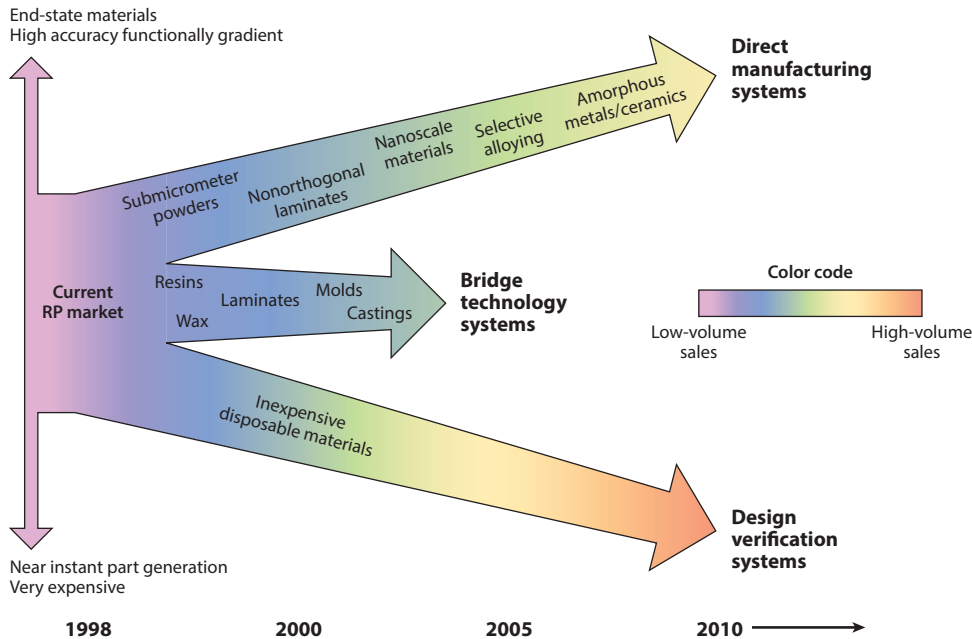 End-state materials
High accuracy functionally gradient
Direct
manufacturing
systems
Amorphous
metals/ceramics
Selective
alloying
Nanoscale
materials
Nonorthogonal
laminates
Submicrometer
powders
Current
RP market
Resins
Wax
Laminates
Molds
Castings
Bridge
technology
systems
Color code
Low-volume
sales
High-volume
sales
Inexpensive
disposable materials
Design
verification
systems
Near instant part generation
Very expensive
1998
2000
2005
2010